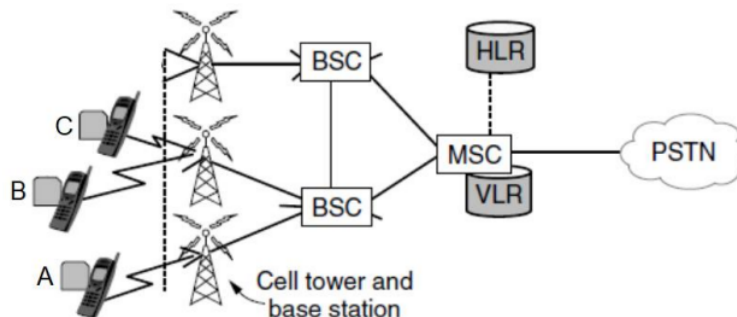 BSC
HLR
C
MSC
PSTN
B
VLR
BSC
A
Cell tower and
base station